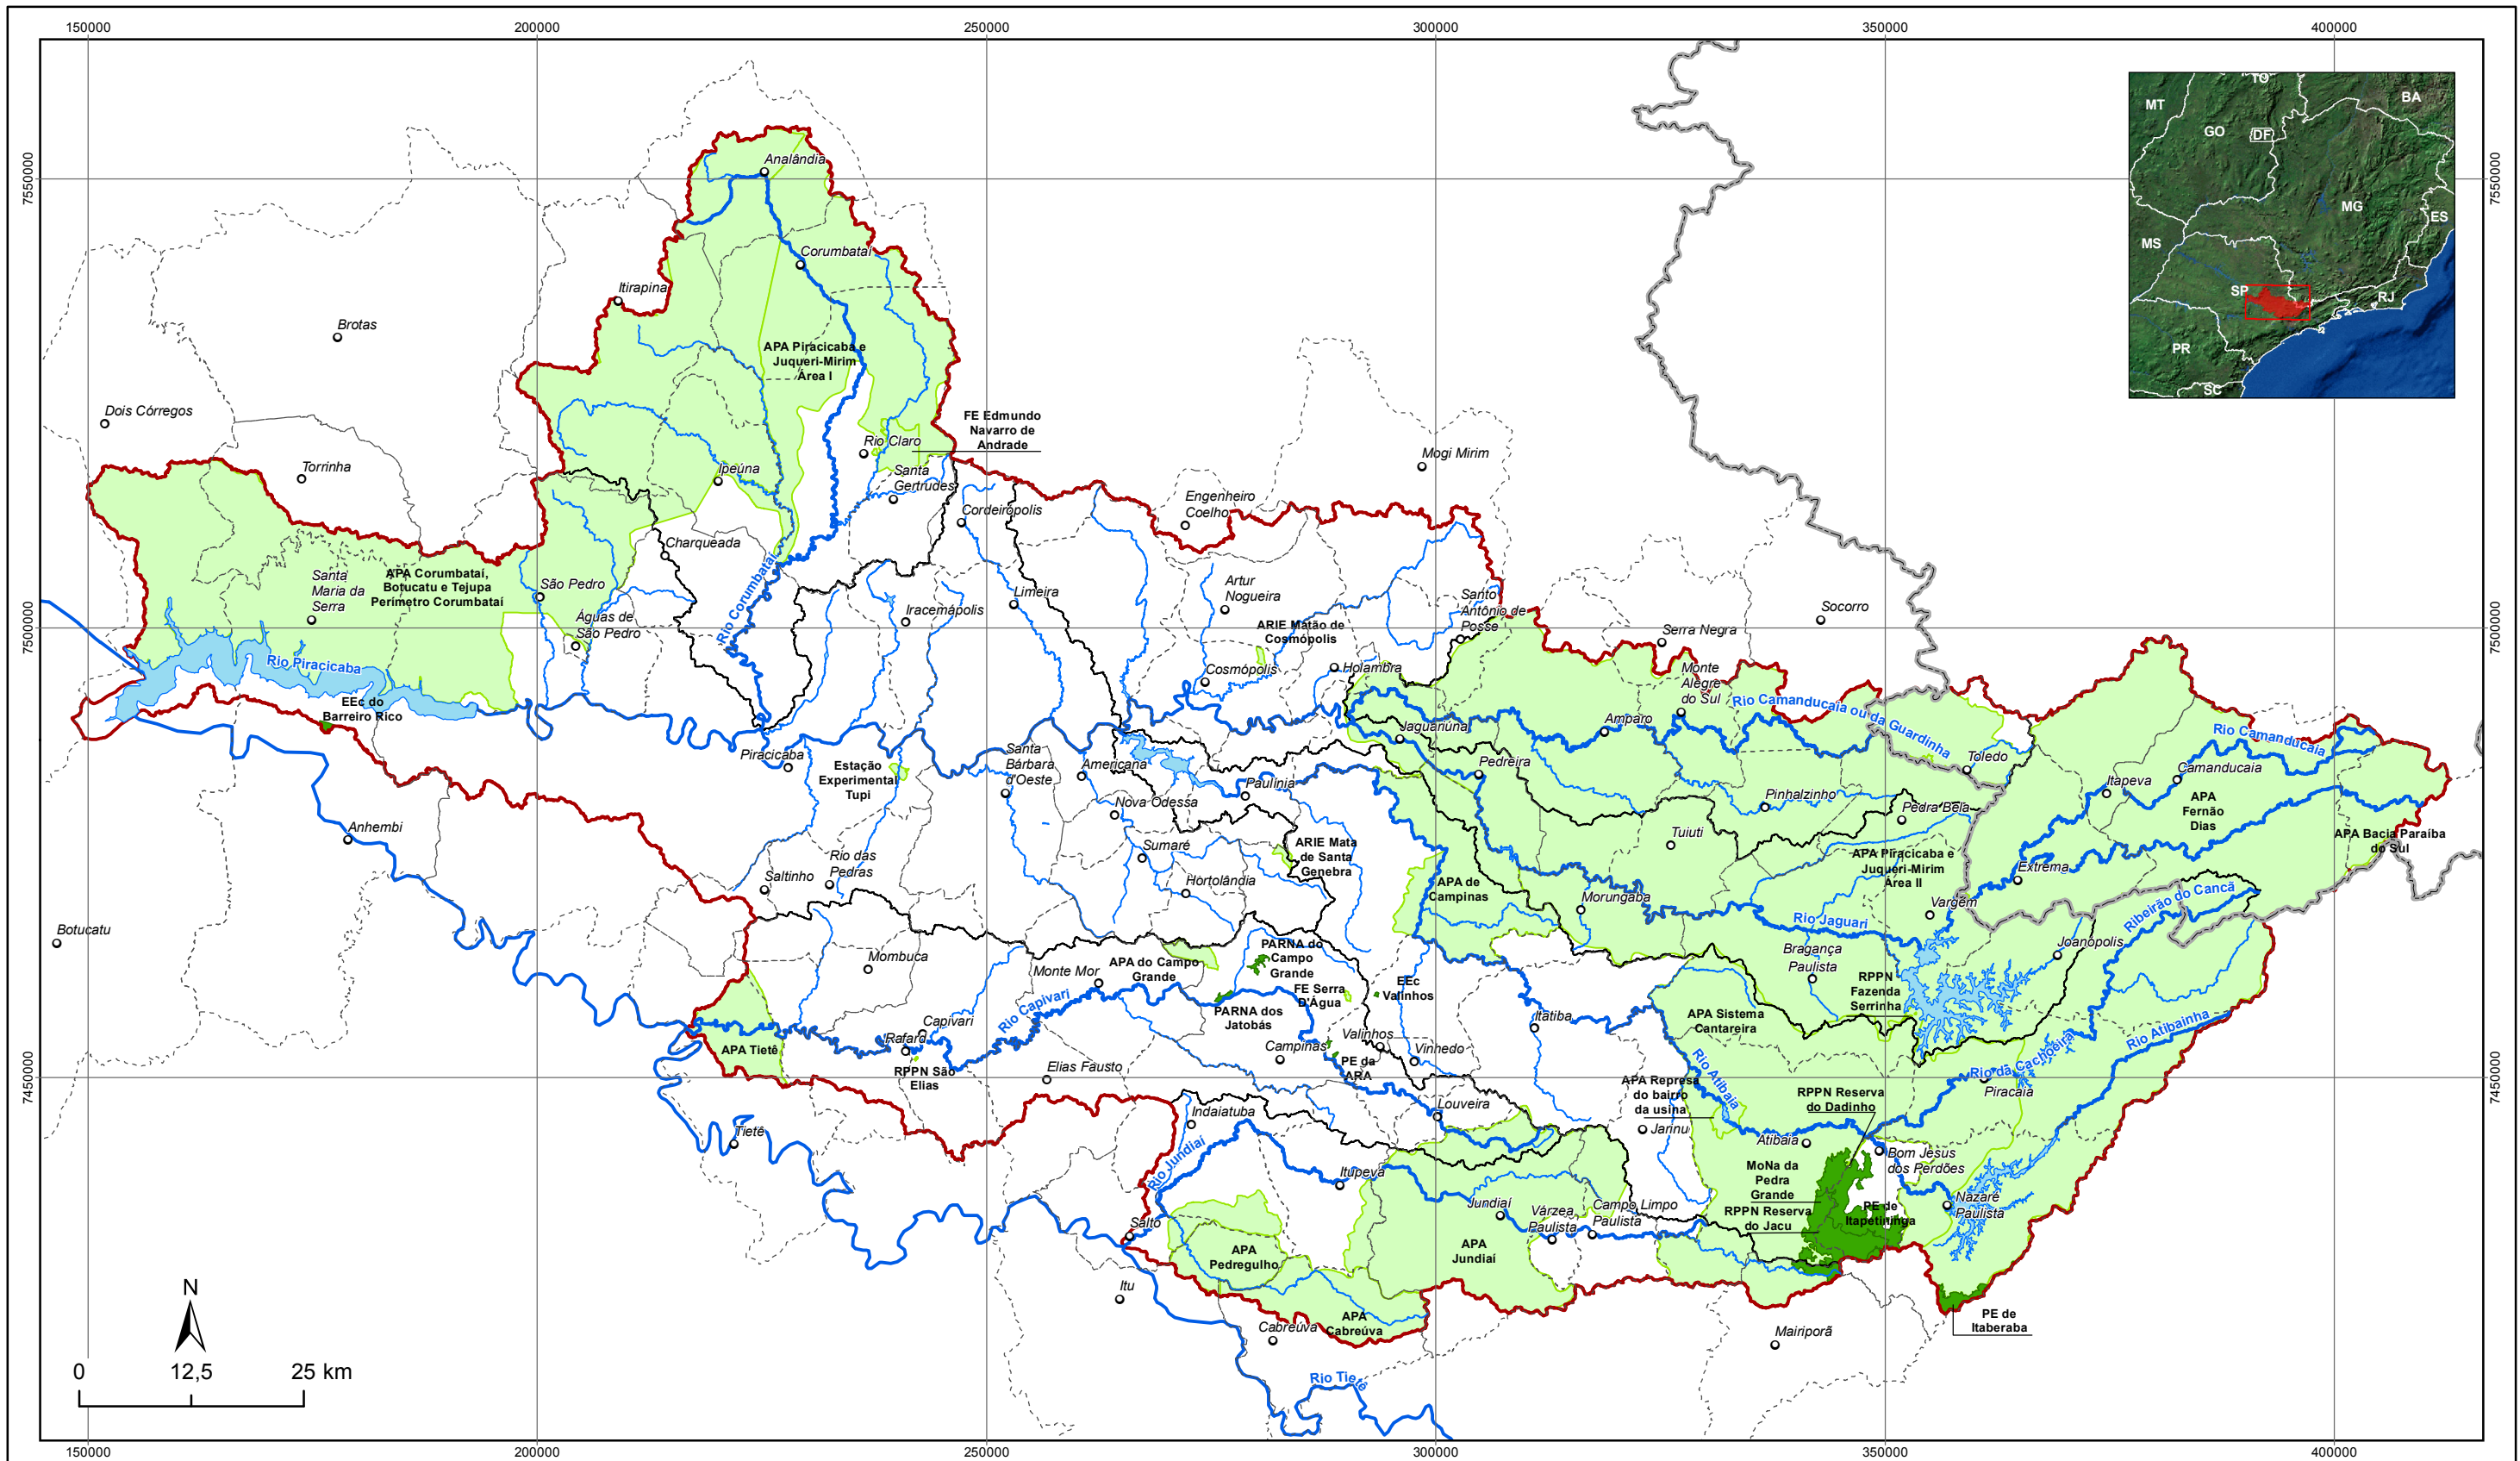 150000
200000
250000
300000
350000
400000
7550000
7550000
7500000
7500000
7450000
7450000
TO
MT
BA
GO
DF
MG
ES
MS
SP
RJ
PR
SC
Analândia
Corumbataí
Itirapina
Brotas
APA Piracicaba e
Juqueri-Mirim
Área I
Dois Córregos
FE Edmundo
Navarro de
Andrade
Rio Claro
Torrinha
Ipeúna
Santa
Gertrudes
Mogi Mirim
Cordeirópolis
Engenheiro
Coelho
Charqueada
Rio Corumbataí
Santa
Maria da
Serra
APA Corumbataí,
Botucatu e Tejupa
Perímetro Corumbataí
São Pedro
Águas de
São Pedro
Iracemápolis
Limeira
Artur
Nogueira
ARIE Matão de
Cosmópolis
Santo
Antônio de
Posse
Socorro
Serra Negra
Rio Piracicaba
EEc do
Barreiro Rico
Cosmópolis
Holambra
Monte
Alegre
do Sul
Rio Camanducaia ou da Guardinha
Rio Camanducaia
Jaguariúna
Amparo
Toledo
Piracicaba
Estação
Experimental
Tupi
Santa
Bárbara
d'Oeste
Americana
Paulínia
Pedreira
Itapeva
Camanducaia
Nova Odessa
Pinhalzinho
Pedra Bela
APA
Fernão
Dias
Anhembi
Sumaré
ARIE Mata
de Santa
Genebra
Tuiuti
APA Piracicaba e
Juqueri-Mirim
Área II
APA Bacia Paraíba
do Sul
Saltinho
Rio das
Pedras
Hortolândia
APA de
Campinas
Morungaba
Extrema
Vargem
Ribeirão do Cancã
Rio Jaguari
Botucatu
Mombuca
Monte Mor
APA do Campo
Grande
PARNA do
Campo
Grande
FE Serra
D'Água
EEc
Valinhos
Bragança
Paulista
RPPN
Fazenda
Serrinha
Joanópolis
Rio Capivari
Capivari
Rafard
PARNA dos
Jatobás
Valinhos
Itatiba
APA Sistema
Cantareira
Rio Atibainha
APA Tietê
RPPN São
Elias
Elias Fausto
Campinas
PE da
ARA
Vinhedo
Rio Atibaia
Rio da Cachoeira
Piracaia
APA Represa
do bairro
da usina
RPPN Reserva
do Dadinho
Tietê
Indaiatuba
Louveira
Jarinu
Atibaia
Bom Jesus
dos Perdões
Rio Jundiaí
Itupeva
MoNa da
Pedra
Grande
RPPN Reserva
do Jacu
PE de
Itapetininga
Nazaré
Paulista
Salto
Jundiaí
Várzea
Paulista
Campo Limpo
Paulista
APA
Pedregulho
APA
Jundiaí
Itu
Cabreúva
APA
Cabreúva
Mairiporã
PE de
Itaberaba
Rio Tietê
N
0
12,5
25 km
150000
200000
250000
300000
350000
400000